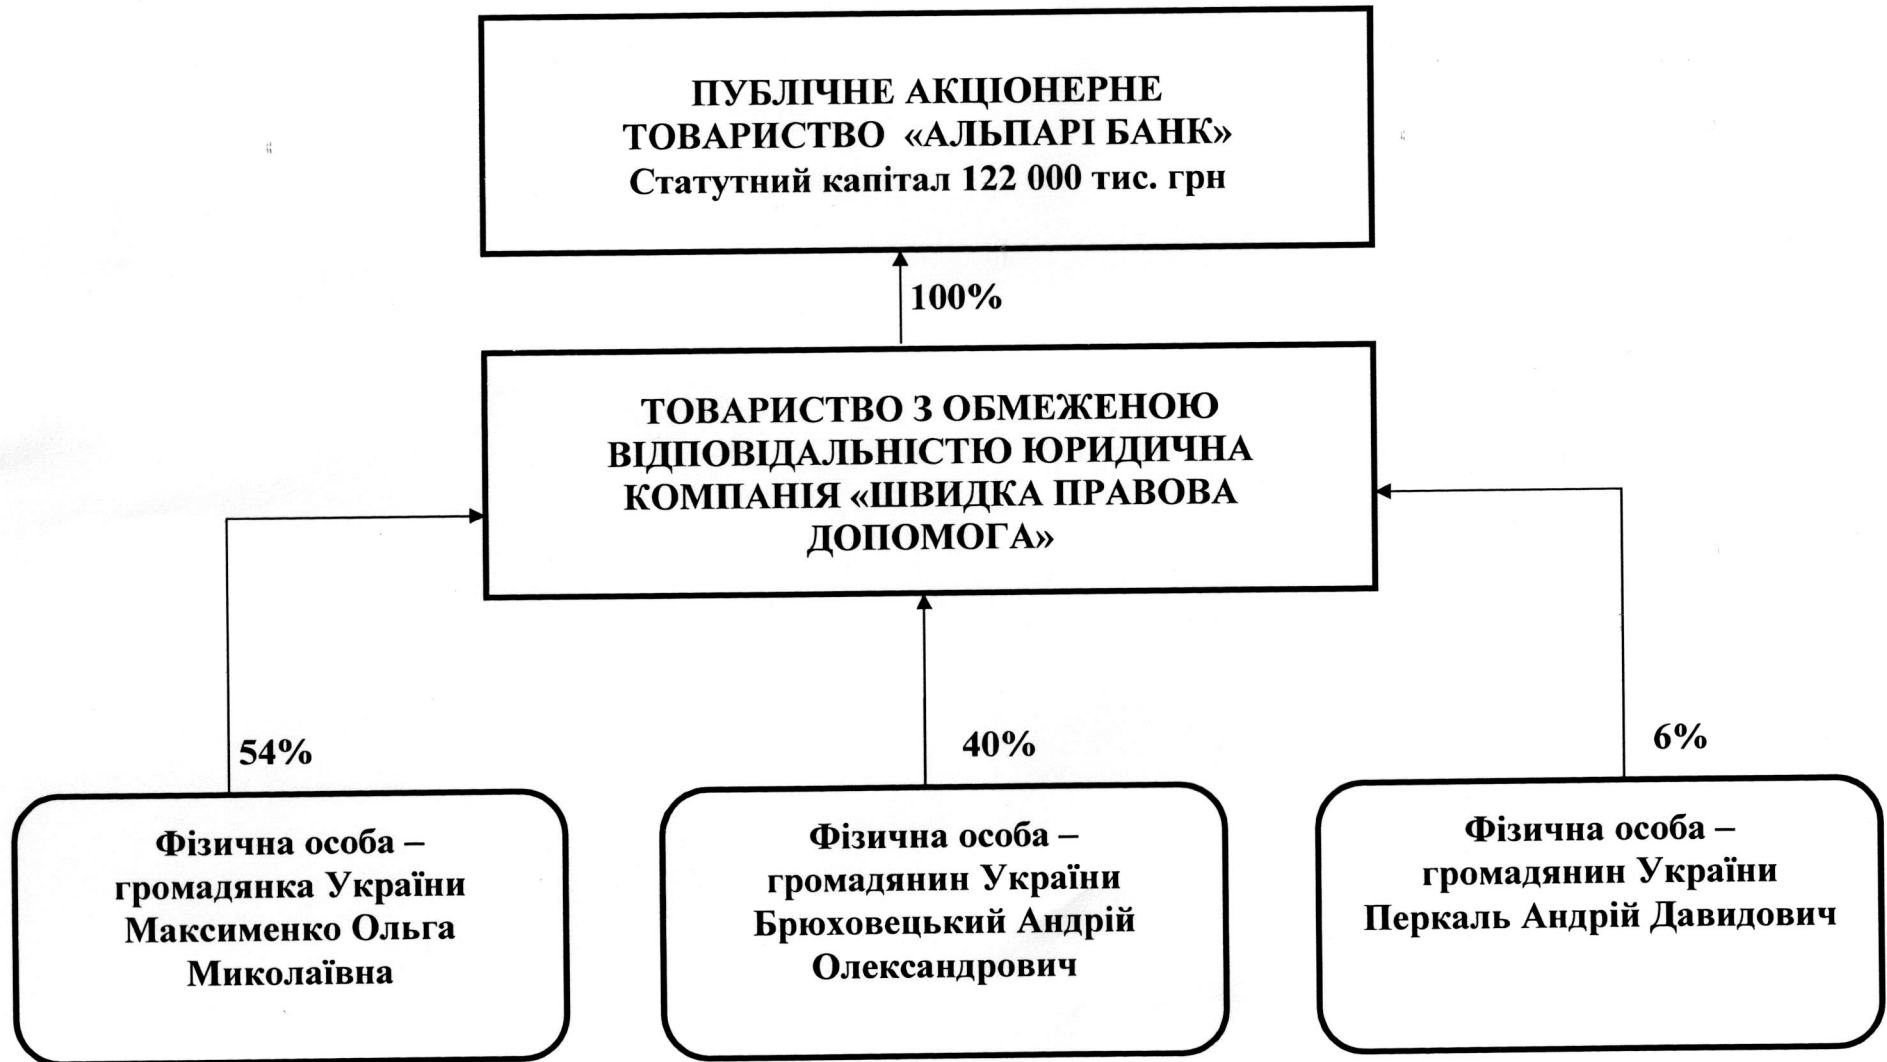 ПУБЛІЧНЕ АКЦІОНЕРНЕ
ТОВАРИСТВО «АЛЬПАРІ БАНК»
Статутний капітал 122 000 тис. грн
100%
ТОВАРИСТВО З ОБМЕЖЕНОЮ
ВІДПОВІДАЛЬНІСТЮ ЮРИДИЧНА
КОМПАНІЯ «ШВИДКА ПРАВОВА
ДОПОМОГА»
54%
40%
6%
Фізична особа –
громадянка України
Максименко Ольга
Миколаївна
Фізична особа –
громадянин України
Брюховецький Андрій
Олександрович
Фізична особа –
громадянин України
Перкаль Андрій Давидович